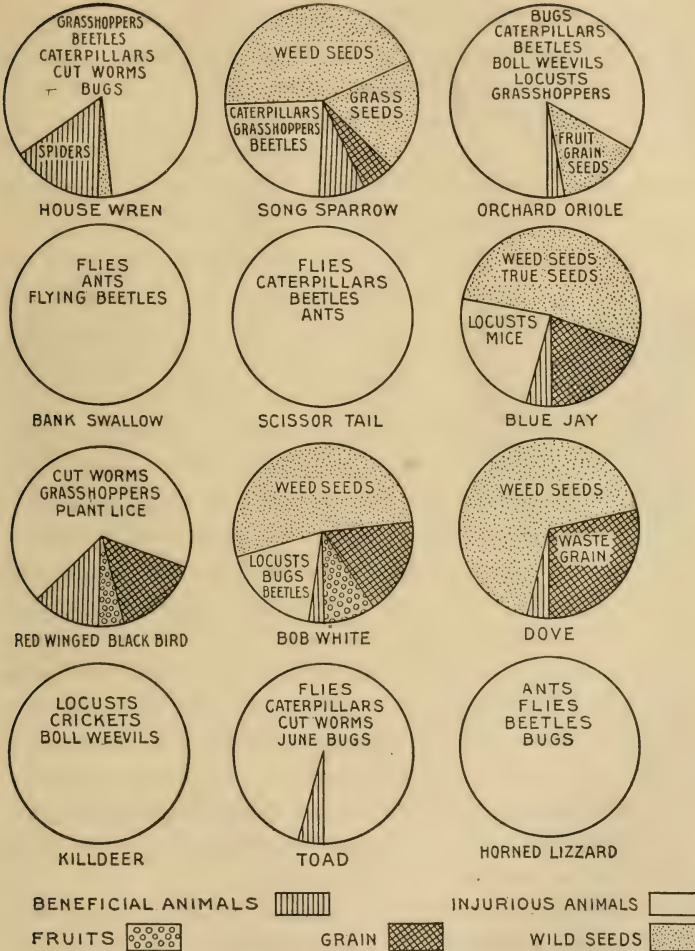 GRASSHOPPERS
BEETLES
CATERPILLARS
CUT WORMS
BUGS
SPIDERS
HOUSE WREN
WEED SEEDS
GRASS
SEEDS
CATERPILLARS
GRASSHOPPERS
BEETLES
SONG SPARROW
BUGS
CATERPILLARS
BEETLES
BOLL WEEVILS
LOCUSTS
GRASSHOPPERS
FRUIT
GRAIN
SEEDS
ORCHARD ORIOLE
FLIES
ANTS
FLYING BEETLES
BANK SWALLOW
FLIES
CATERPILLARS
BEETLES
ANTS
SCISSOR TAIL
WEED SEEDS
TRUE SEEDS
LOCUSTS
MICE
BLUE JAY
CUT WORMS
GRASSHOPPERS
PLANT LICE
RED WINGED BLACK BIRD
WEED SEEDS
LOCUSTS
BUGS
BEETLES
BOB WHITE
WEED SEEDS
WASTE
GRAIN
DOVE
LOCUSTS
CRICKETS
BOLL WEEVILS
KILLDEER
FLIES
CATERPILLARS
CUT WORMS
JUNE BUGS
TOAD
ANTS
FLIES
BEETLES
BUGS
HORNED LIZZARD
BENEFICIAL ANIMALS
INJURIOUS ANIMALS
FRUITS
GRAIN
WILD SEEDS